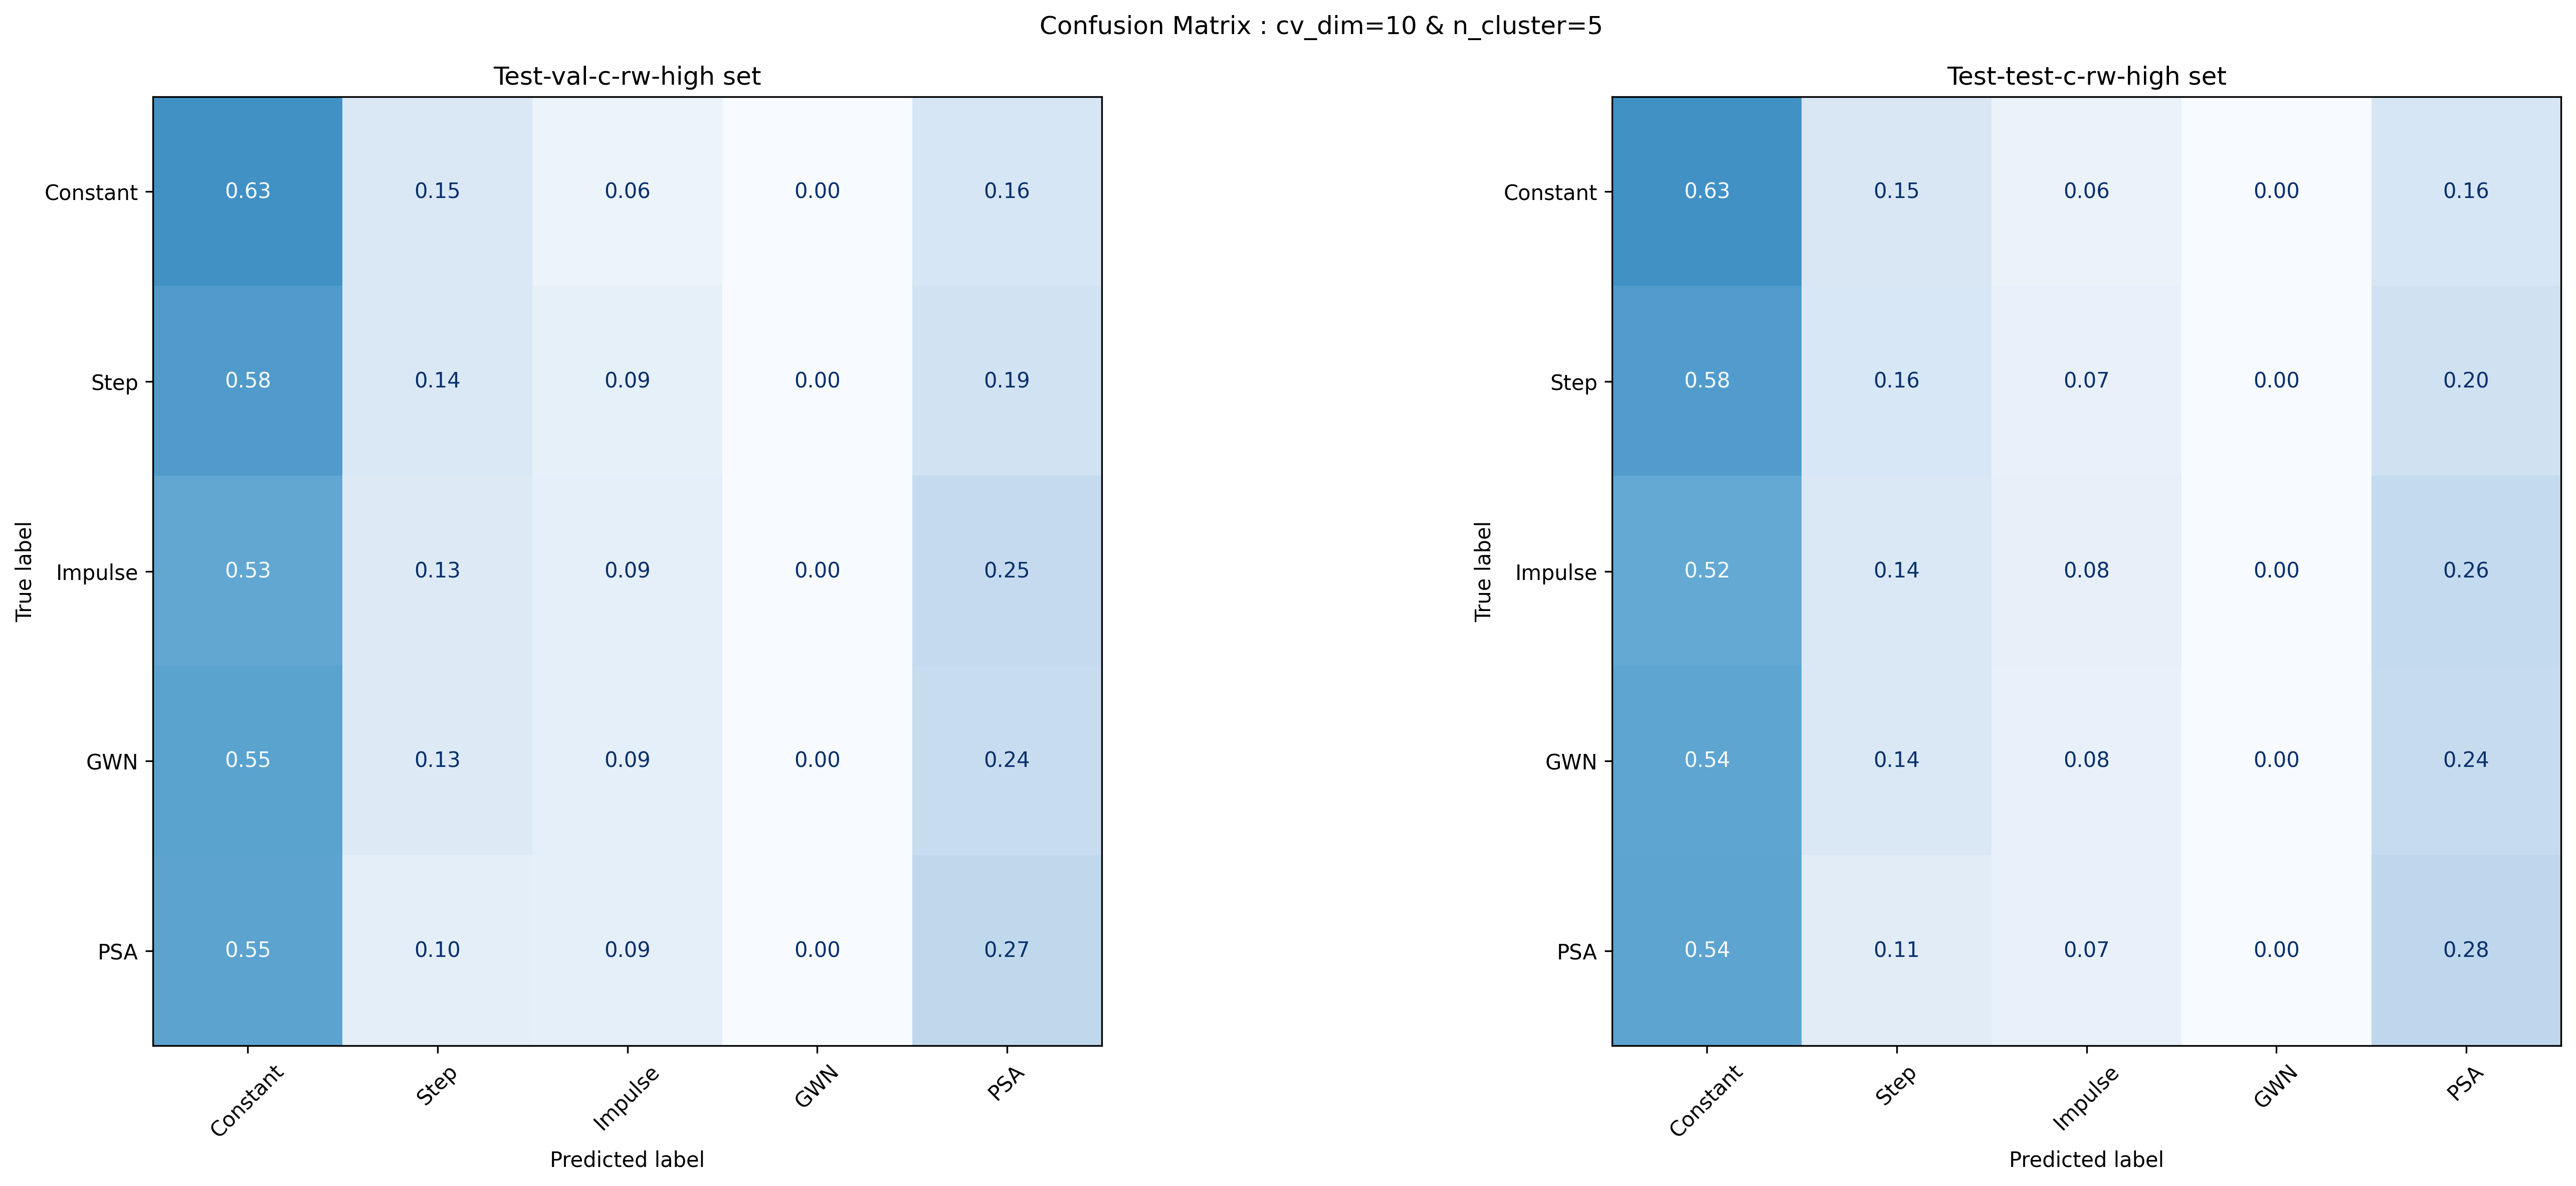 Confusion Matrix : cv_dim=10 & n_cluster=5
Test-val-c-rw-high set
True label
Constant 0.63 0.15 0.06 0.00 0.16
Step 0.58 0.14 0.09 0.00 0.19
Impulse 0.53 0.13 0.09 0.00 0.25
GWN 0.55 0.13 0.09 0.00 0.24
PSA 0.55 0.10 0.09 0.00 0.27
Constant Step Impulse GWN PSA
Predicted label
Test-test-c-rw-high set
True label
Constant 0.63 0.15 0.06 0.00 0.16
Step 0.58 0.16 0.07 0.00 0.20
Impulse 0.52 0.14 0.08 0.00 0.26
GWN 0.54 0.14 0.08 0.00 0.24
PSA 0.54 0.11 0.07 0.00 0.28
Constant Step Impulse GWN PSA
Predicted label